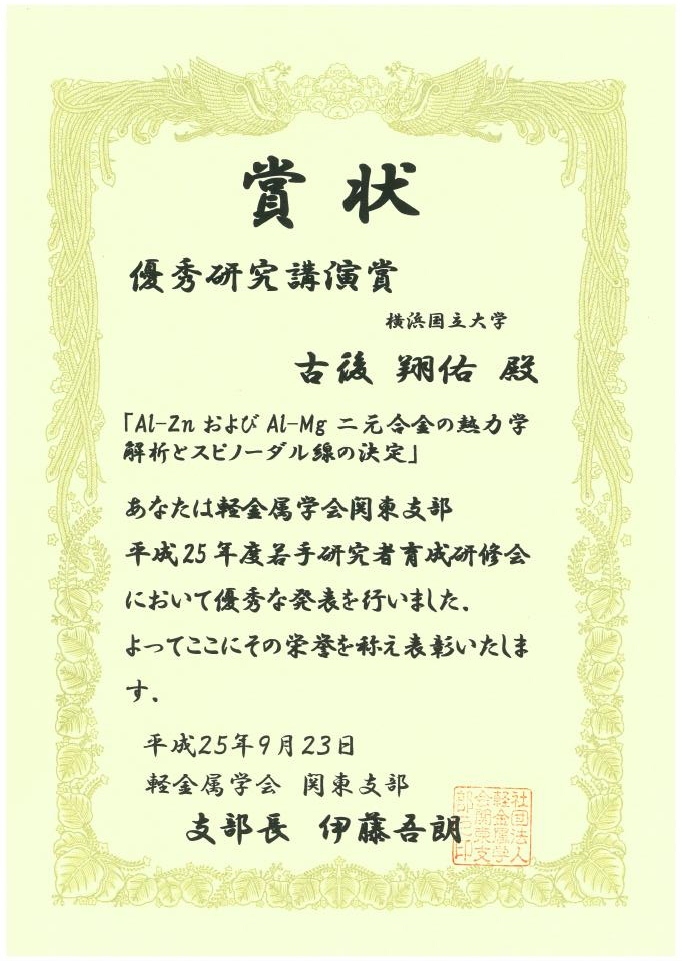 賞状
優秀研究講演賞
横浜国立大学
古後 翔佑 殿
「Al-Zn および Al-Mg 二元合金の熱力学
解析とスピノーダル線の決定」
あなたは軽金属学会関東支部
平成25年度若手研究者育成研修会
において優秀な発表を行いました.
よってここにその栄誉を称え表彰いたしま
す.
平成25年9月23日
軽金属学会 関東支部
支部長 伊藤吾朗
社団法人
軽金属学
会関東支
部之印